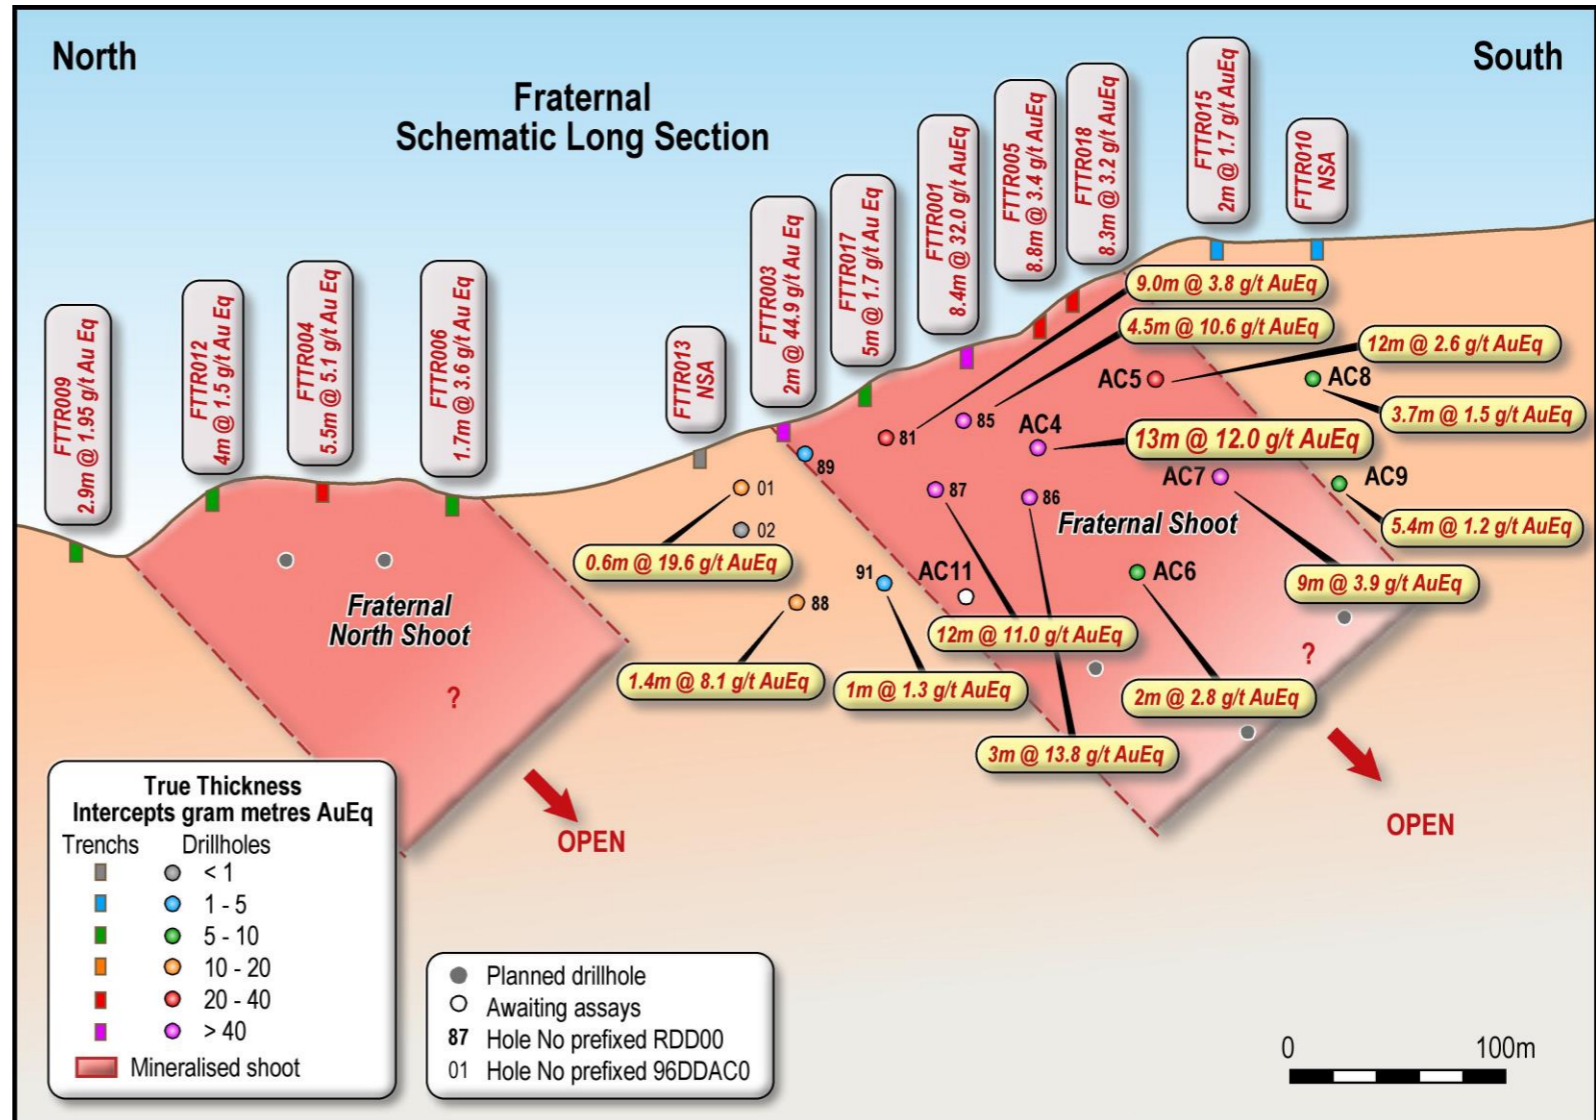 North
South
Fraternal
Schematic Long Section
FTTR009
2.9m @ 1.95 g/t Au Eq
FTTR012
4m @ 1.5 g/t Au Eq
FTTR004
5.5m @ 5.1 g/t Au Eq
FTTR006
1.7m @ 3.6 g/t Au Eq
FTTR013
NSA
FTTR003
2m @ 44.9 g/t Au Eq
FTTR017
5m @ 1.7 g/t Au Eq
FTTR001
8.4m @ 32.0 g/t AuEq
FTTR005
8.8m @ 3.4 g/t AuEq
FTTR018
8.3m @ 3.2 g/t AuEq
FTTR015
2m @ 1.7 g/t AuEq
FTTR010
NSA
9.0m @ 3.8 g/t AuEq
4.5m @ 10.6 g/t AuEq
12m @ 2.6 g/t AuEq
AC5
AC8
3.7m @ 1.5 g/t AuEq
85
81
AC4
13m @ 12.0 g/t AuEq
89
87
86
AC7
AC9
01
Fraternal Shoot
5.4m @ 1.2 g/t AuEq
02
0.6m @ 19.6 g/t AuEq
91
AC11
AC6
9m @ 3.9 g/t AuEq
88
Fraternal
North Shoot
12m @ 11.0 g/t AuEq
?
1.4m @ 8.1 g/t AuEq
1m @ 1.3 g/t AuEq
2m @ 2.8 g/t AuEq
?
3m @ 13.8 g/t AuEq
OPEN
OPEN
True Thickness
Intercepts gram metres AuEq
Trenchs Drillholes
< 1
1 - 5
5 - 10
10 - 20
20 - 40
> 40
Mineralised shoot
Planned drillhole
Awaiting assays
87 Hole No prefixed RDD00
01 Hole No prefixed 96DDAC0
0 100m